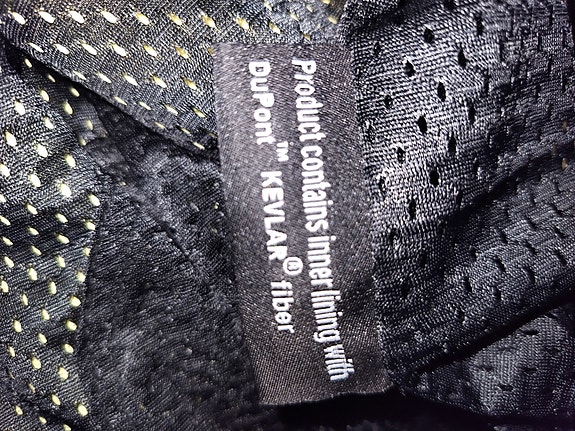 Product contains inner lining with
DuPont™ KEVLAR® fiber